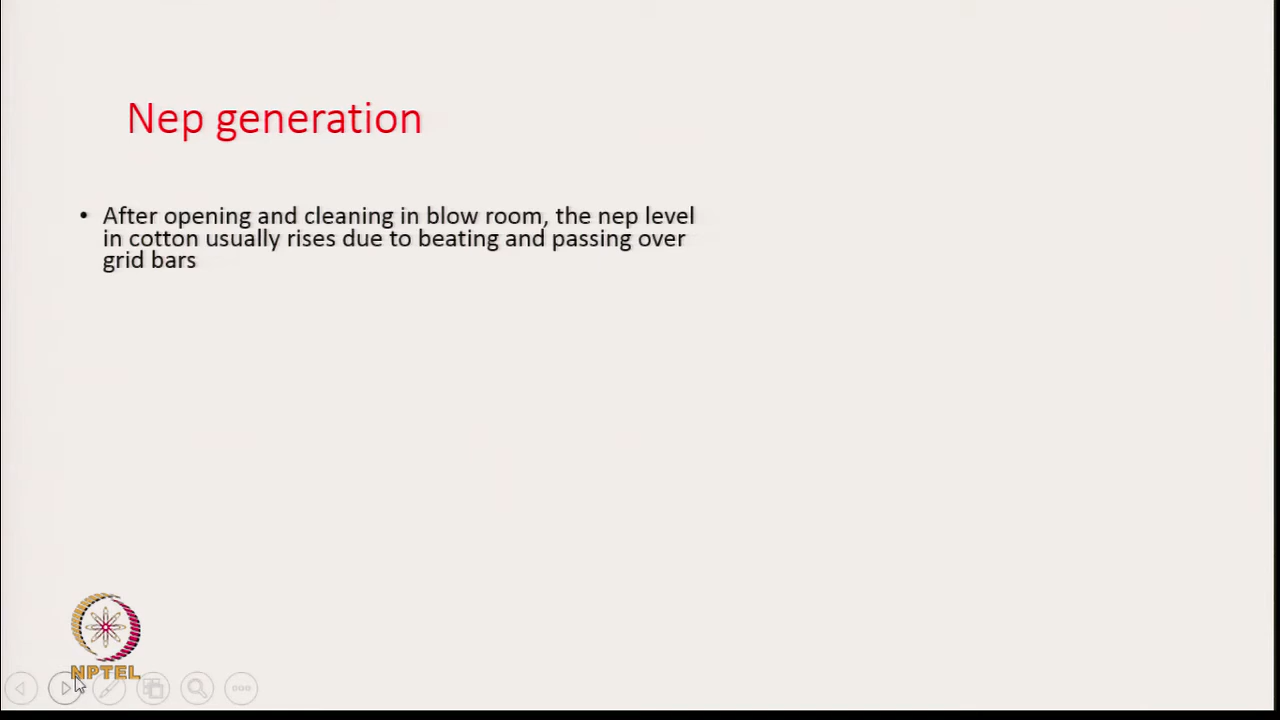 Nep generation
• After opening and cleaning in blow room, the nep level
in cotton usually rises due to beating and passing over
grid bars
NPTEL